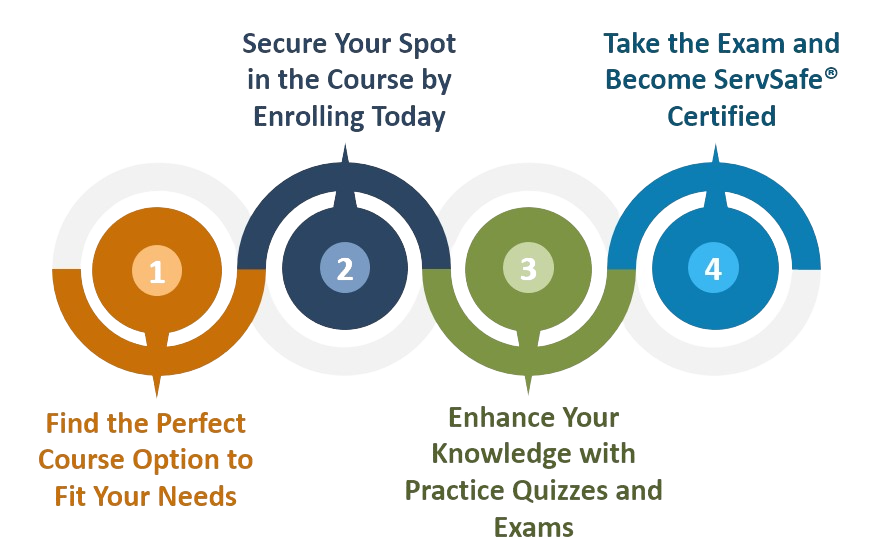 1
Find the Perfect
Course Option to
Fit Your Needs
2
Secure Your Spot
in the Course by
Enrolling Today
3
Enhance Your
Knowledge with
Practice Quizzes and
Exams
4
Take the Exam and
Become ServSafe®
Certified